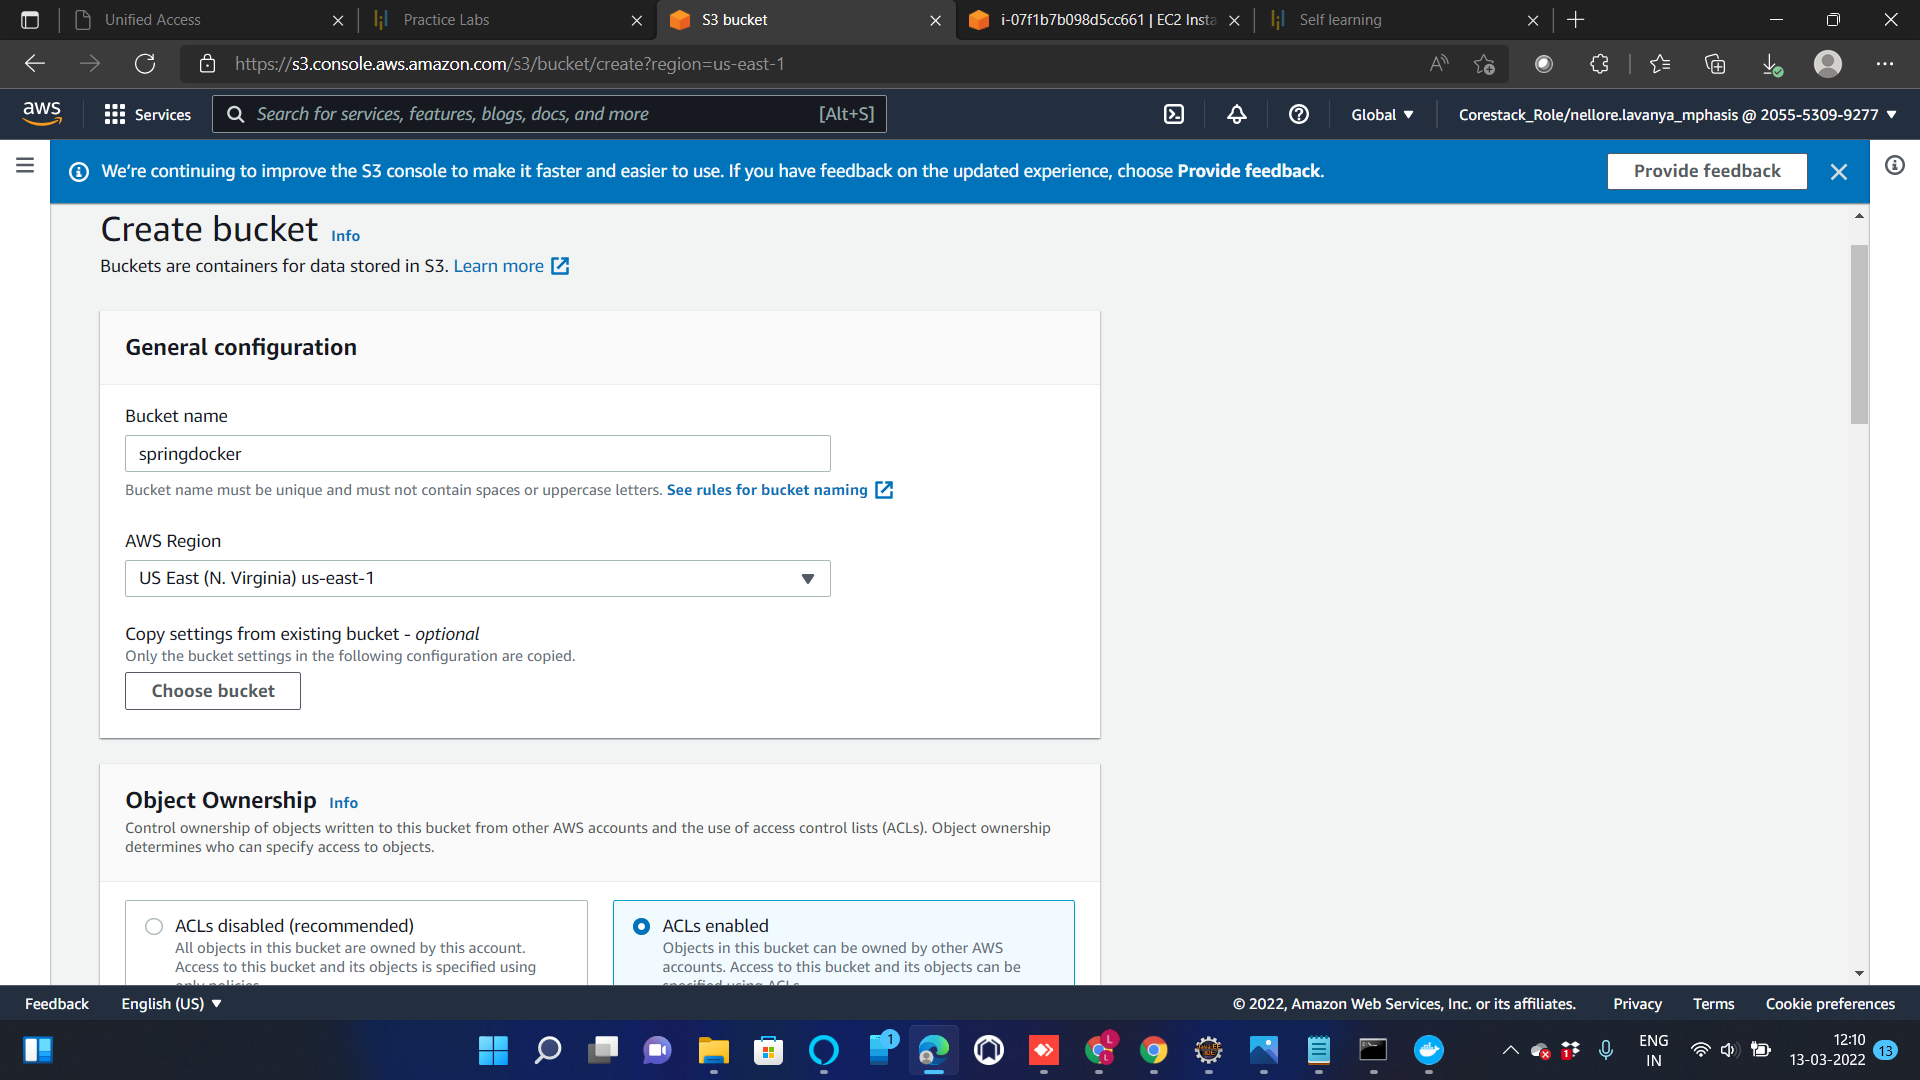 Unified Access
Practice Labs
S3 bucket
i-07f1b7b098d5cc661 | EC2 Insta
Self learning
https://s3.console.aws.amazon.com/s3/bucket/create?region=us-east-1
aws
Services
Search for services, features, blogs, docs, and more
[Alt+S]
Global
Corestack_Role/nellore.lavanya_mphasis @ 2055-5309-9277
We're continuing to improve the S3 console to make it faster and easier to use. If you have feedback on the updated experience, choose Provide feedback.
Provide feedback
Create bucket Info
Buckets are containers for data stored in S3. Learn more
General configuration
Bucket name
springdocker
Bucket name must be unique and must not contain spaces or uppercase letters. See rules for bucket naming
AWS Region
US East (N. Virginia) us-east-1
Copy settings from existing bucket - optional
Only the bucket settings in the following configuration are copied.
Choose bucket
Object Ownership Info
Control ownership of objects written to this bucket from other AWS accounts and the use of access control lists (ACLs). Object ownership
determines who can specify access to objects.
ACLs disabled (recommended)
All objects in this bucket are owned by this account.
Access to this bucket and its objects is specified using
only policies.
ACLs enabled
Objects in this bucket can be owned by other AWS
accounts. Access to this bucket and its objects can be
specified using ACLs.
Feedback
English (US)
© 2022, Amazon Web Services, Inc. or its affiliates.
Privacy
Terms
Cookie preferences
1
L
L
1
ENG
IN
12:10
13-03-2022
13